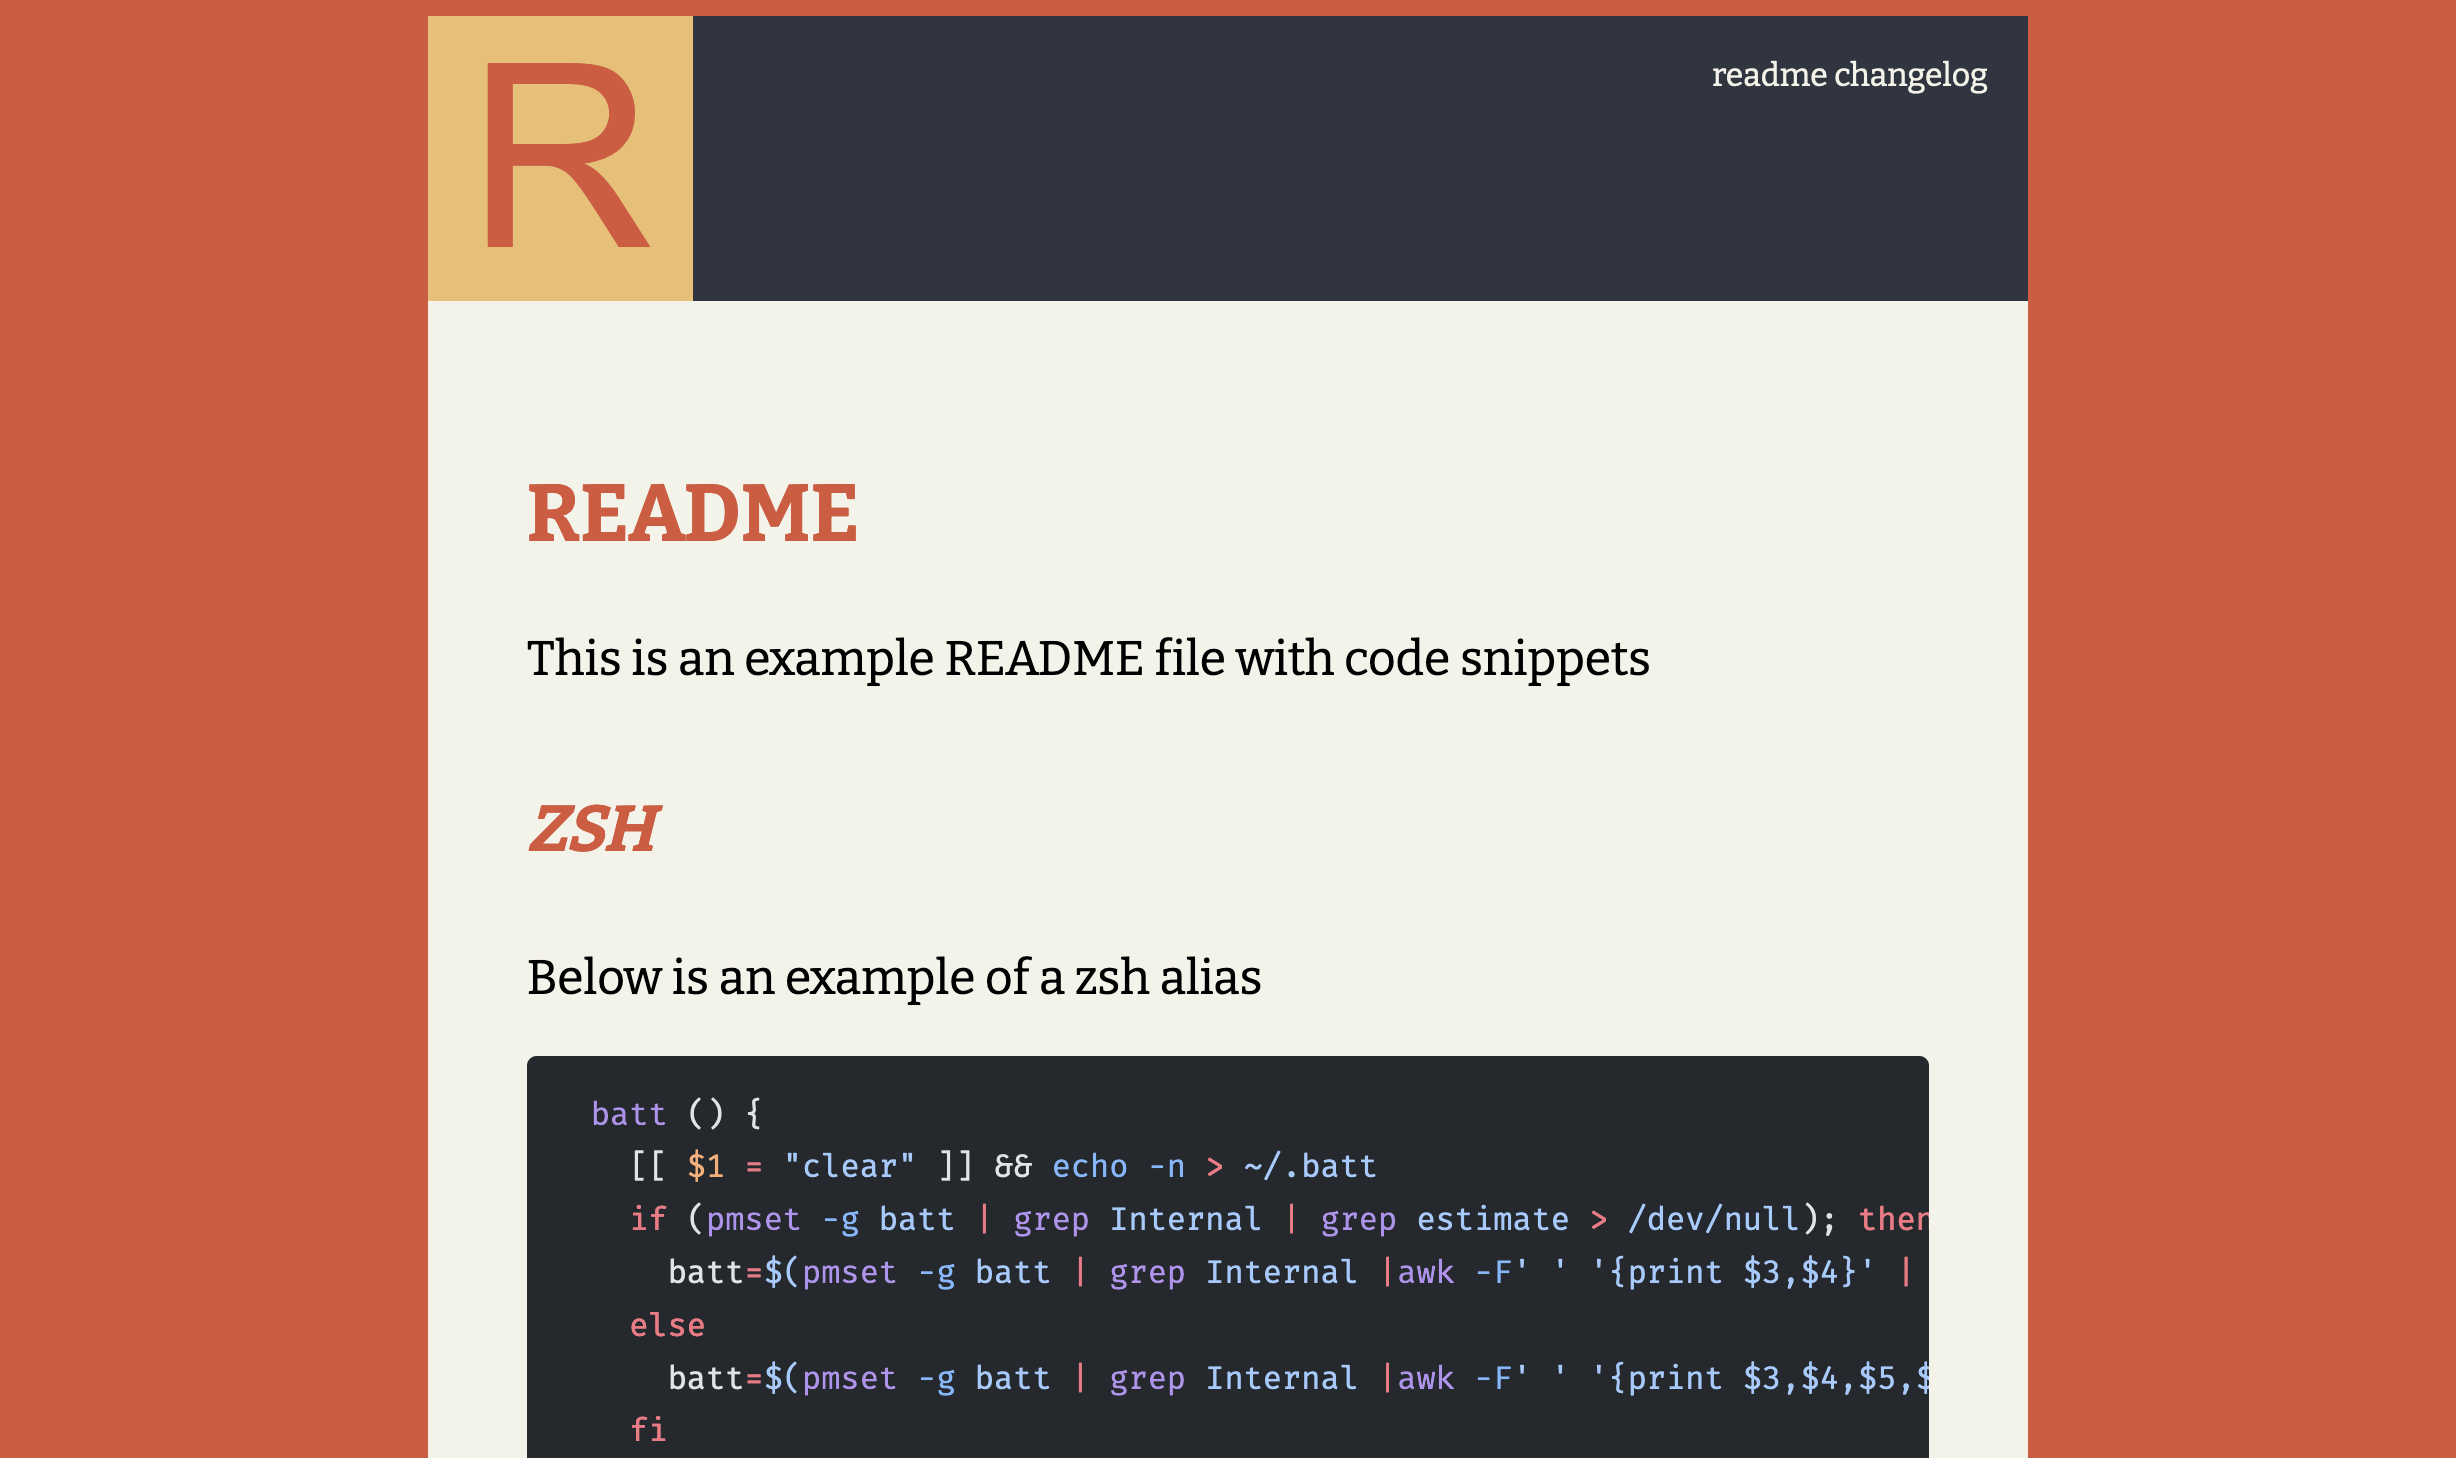 R
readme changelog
README
This is an example README file with code snippets
ZSH
Below is an example of a zsh alias
batt () {
  [[ $1 = "clear" ]] && echo -n > ~/.batt
  if (pmset -g batt | grep Internal | grep estimate > /dev/null); then
    batt=$(pmset -g batt | grep Internal |awk -F' ' '{print $3,$4}' |
  else
    batt=$(pmset -g batt | grep Internal |awk -F' ' '{print $3,$4,$5,$
  fi